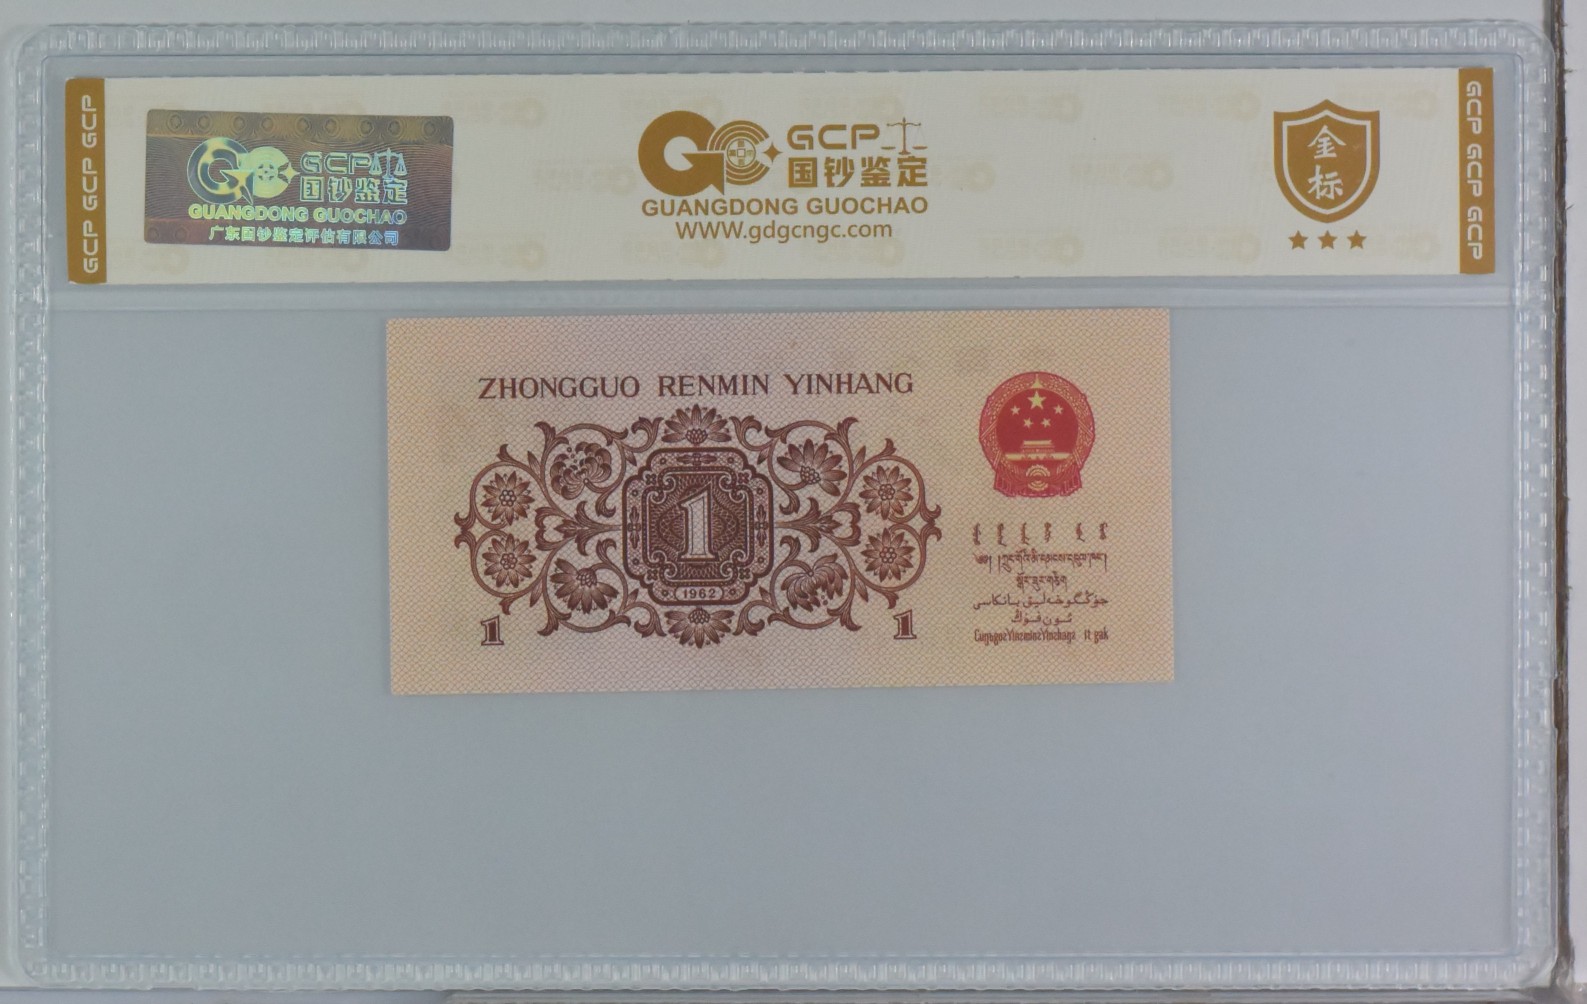 GCP GCP GCP
GCP
国钞鉴定
GUANGDONG GUOCHAO
广东国钞鉴定评估有限公司
GCP
国钞鉴定
GUANGDONG GUOCHAO
WWW.gdgcngc.com
金标
GCP GCP GCP
ZHONGGUO RENMIN YINHANG
1
1962
1
1
جۇڭگوخەلىق بانكاسى